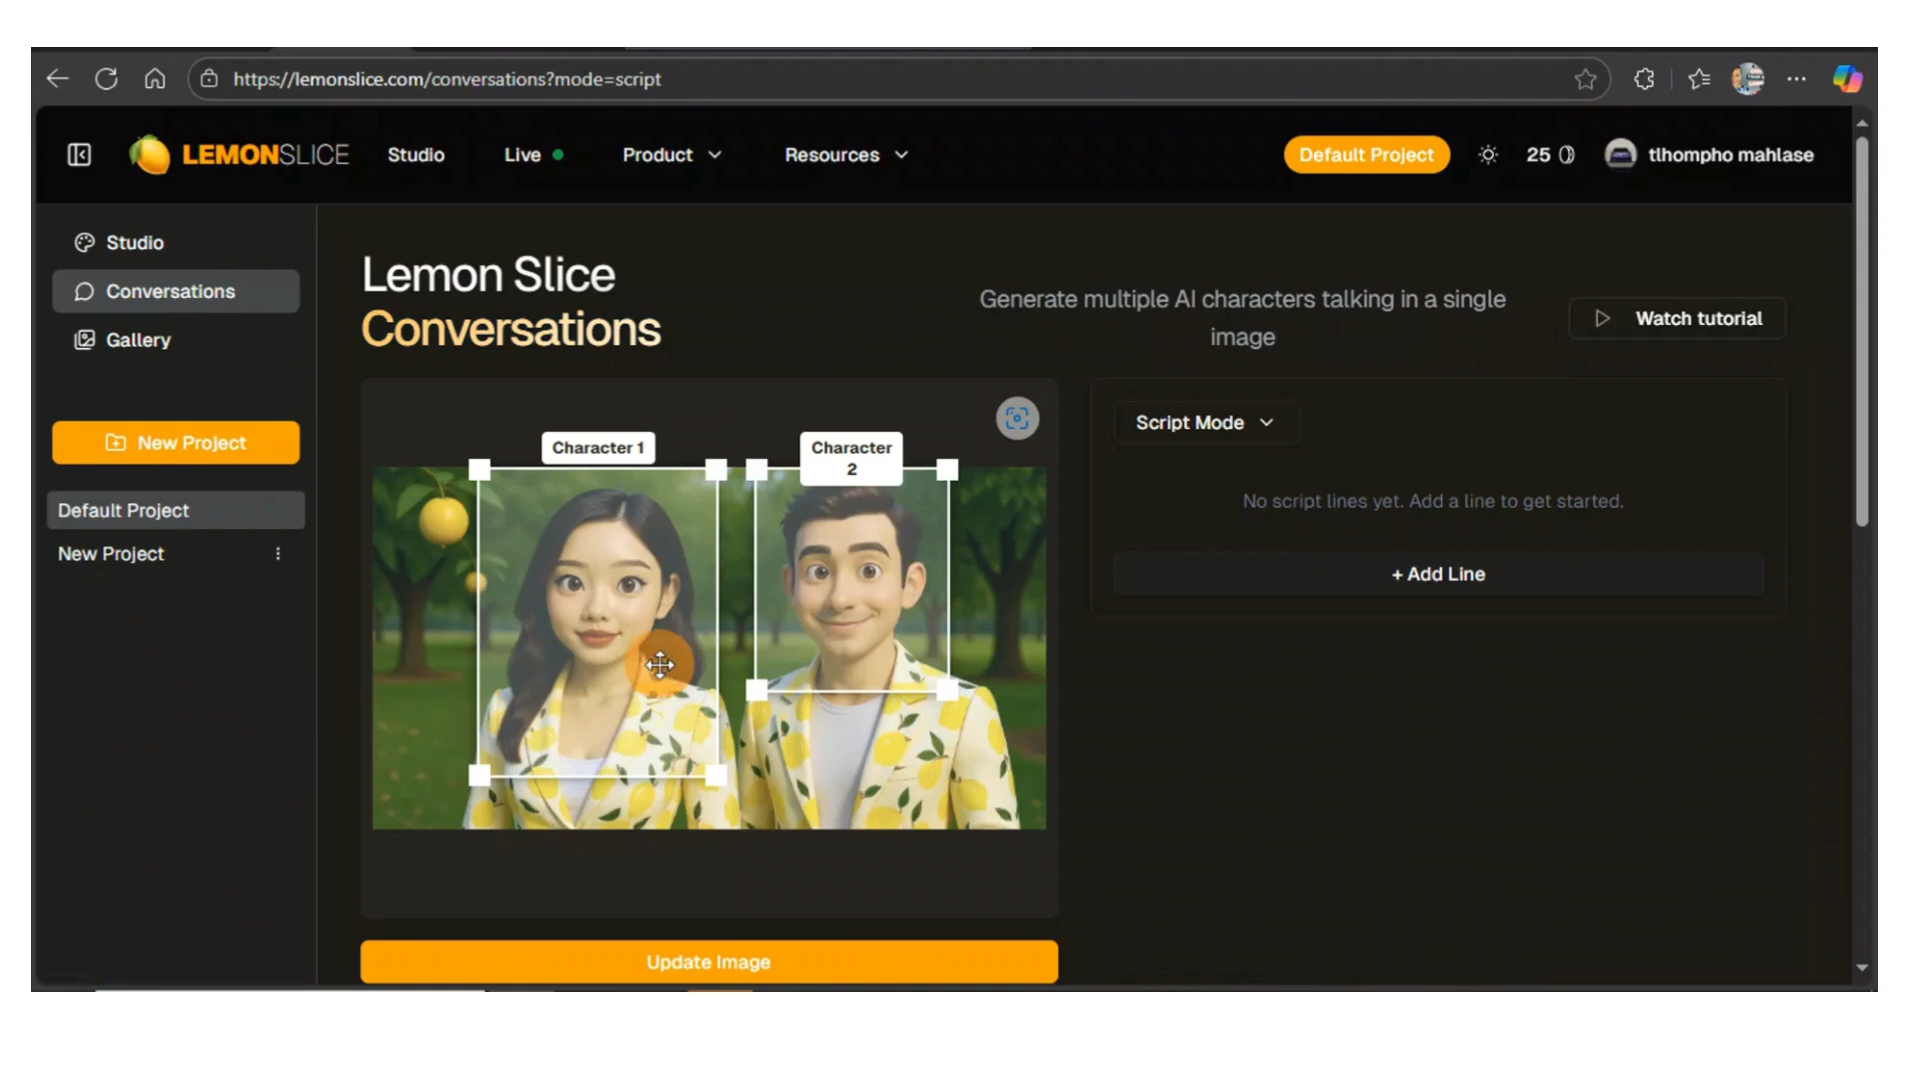 https://lemonslice.com/conversations?mode=script
LEMONSLICE
Studio
Live
Product
Resources
Default Project
25
tlhompho mahlase
Studio
Conversations
Gallery
New Project
Default Project
New Project
Lemon Slice
Conversations
Generate multiple AI characters talking in a single
image
Watch tutorial
Character 1
Character
2
Script Mode
No script lines yet. Add a line to get started.
+ Add Line
Update Image